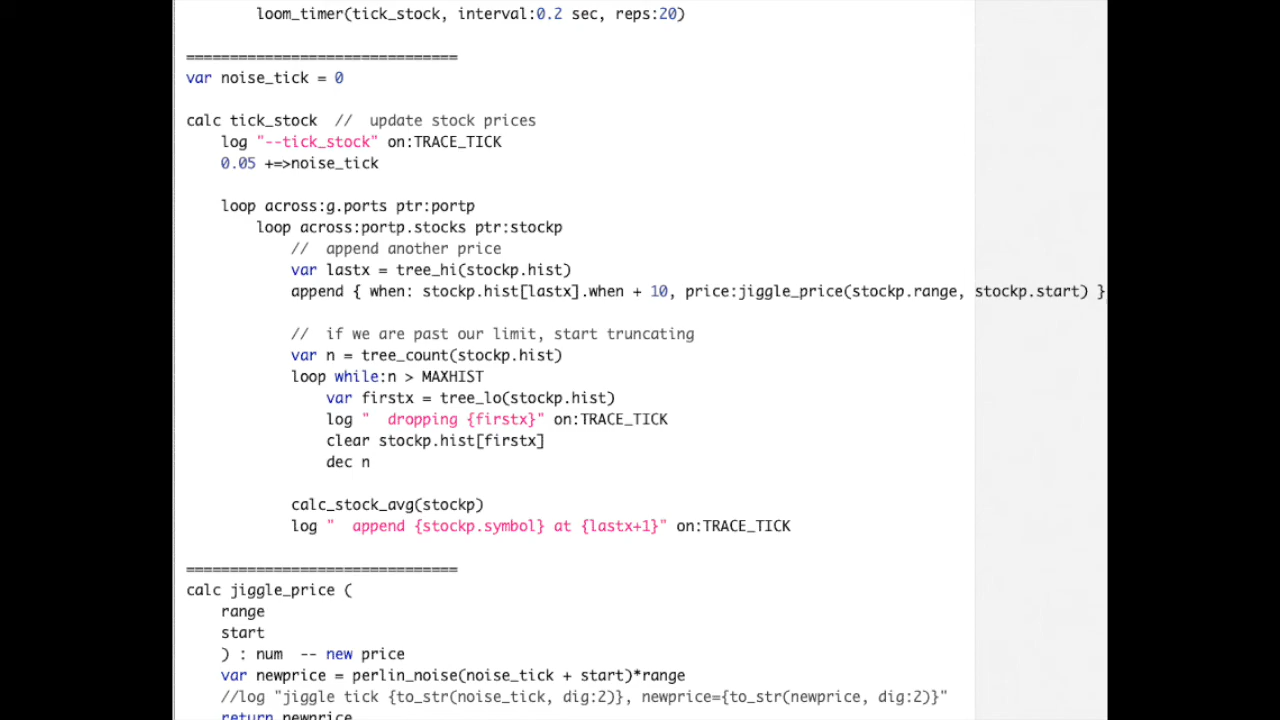 loom_timer(tick_stock, interval:0.2 sec, reps:20)
===============================
var noise_tick = 0
calc tick_stock  //  update stock prices
log "--tick_stock" on:TRACE_TICK
0.05 +=>noise_tick
loop across:g.ports ptr:portp
loop across:portp.stocks ptr:stockp
//  append another price
var lastx = tree_hi(stockp.hist)
append { when: stockp.hist[lastx].when + 10, price:jiggle_price(stockp.range, stockp.start) }
//  if we are past our limit, start truncating
var n = tree_count(stockp.hist)
loop while:n > MAXHIST
var firstx = tree_lo(stockp.hist)
log "  dropping {firstx}" on:TRACE_TICK
clear stockp.hist[firstx]
dec n
calc_stock_avg(stockp)
log "  append {stockp.symbol} at {lastx+1}" on:TRACE_TICK
===============================
calc jiggle_price (
range
start
) : num  -- new price
var newprice = perlin_noise(noise_tick + start)*range
//log "jiggle tick {to_str(noise_tick, dig:2)}, newprice={to_str(newprice, dig:2)}"
return newprice